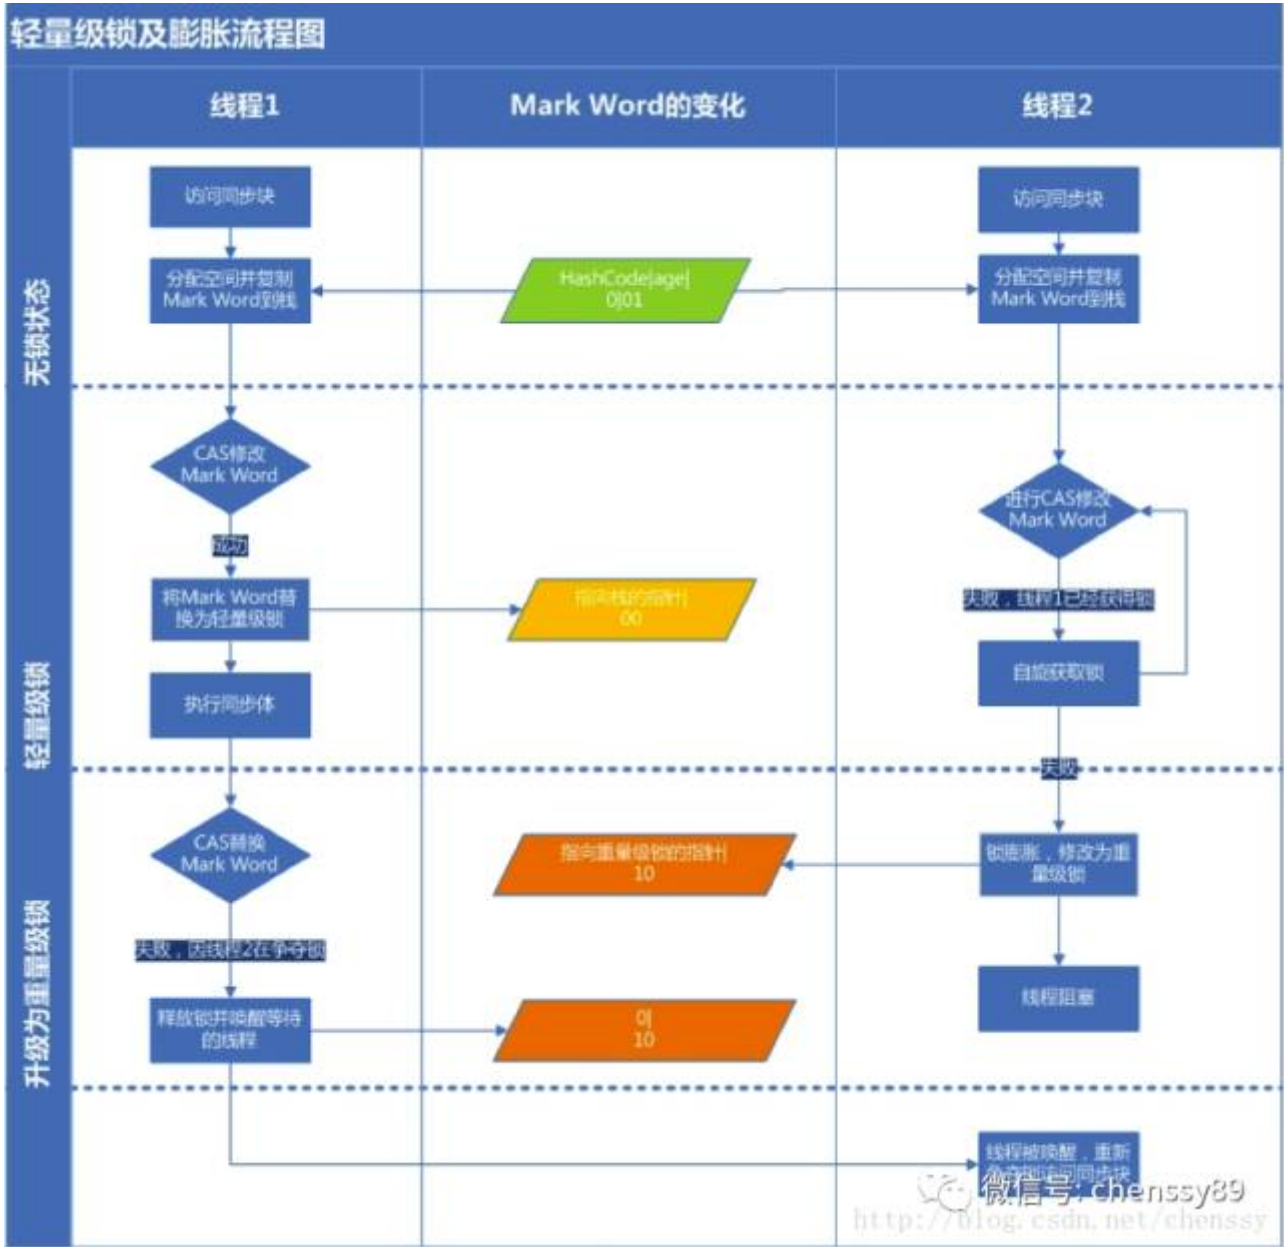 轻量级锁及膨胀流程图
线程1
Mark Word的变化
线程2
无锁状态
访问同步块
访问同步块
分配空间并复制
Mark Word到栈
HashCode|age|
0|01
分配空间并复制
Mark Word到栈
轻量级锁
CAS修改
Mark Word
进行CAS修改
Mark Word
成功
将Mark Word替
换为轻量级锁
指向栈的指针|
00
失败，线程1已经获得锁
自旋获取锁
执行同步体
失败
升级为重量级锁
CAS替换
Mark Word
指向重量级锁的指针|
10
锁膨胀，修改为重
量级锁
失败，因线程2在争夺锁
释放锁并唤醒等待
的线程
0|
10
线程阻塞
线程被唤醒，重新
争夺锁访问同步块
微信号: chenssy89
http://blog.csdn.net/chenssy